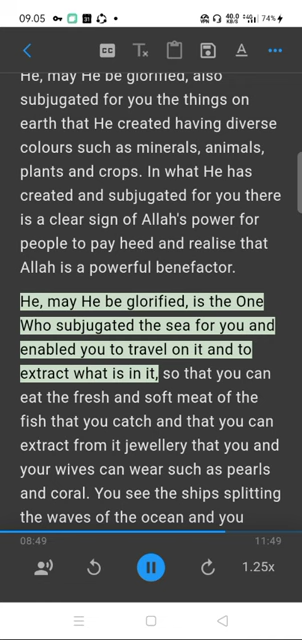 09.05
31
40.0
KB/S
4G
74%
CC
A
He, may He be glorified, also
subjugated for you the things on
earth that He created having diverse
colours such as minerals, animals,
plants and crops. In what He has
created and subjugated for you there
is a clear sign of Allah's power for
people to pay heed and realise that
Allah is a powerful benefactor.
He, may He be glorified, is the One
Who subjugated the sea for you and
enabled you to travel on it and to
extract what is in it, so that you can
eat the fresh and soft meat of the
fish that you catch and that you can
extract from it jewellery that you and
your wives can wear such as pearls
and coral. You see the ships splitting
the waves of the ocean and you
08:49
11:49
1.25x